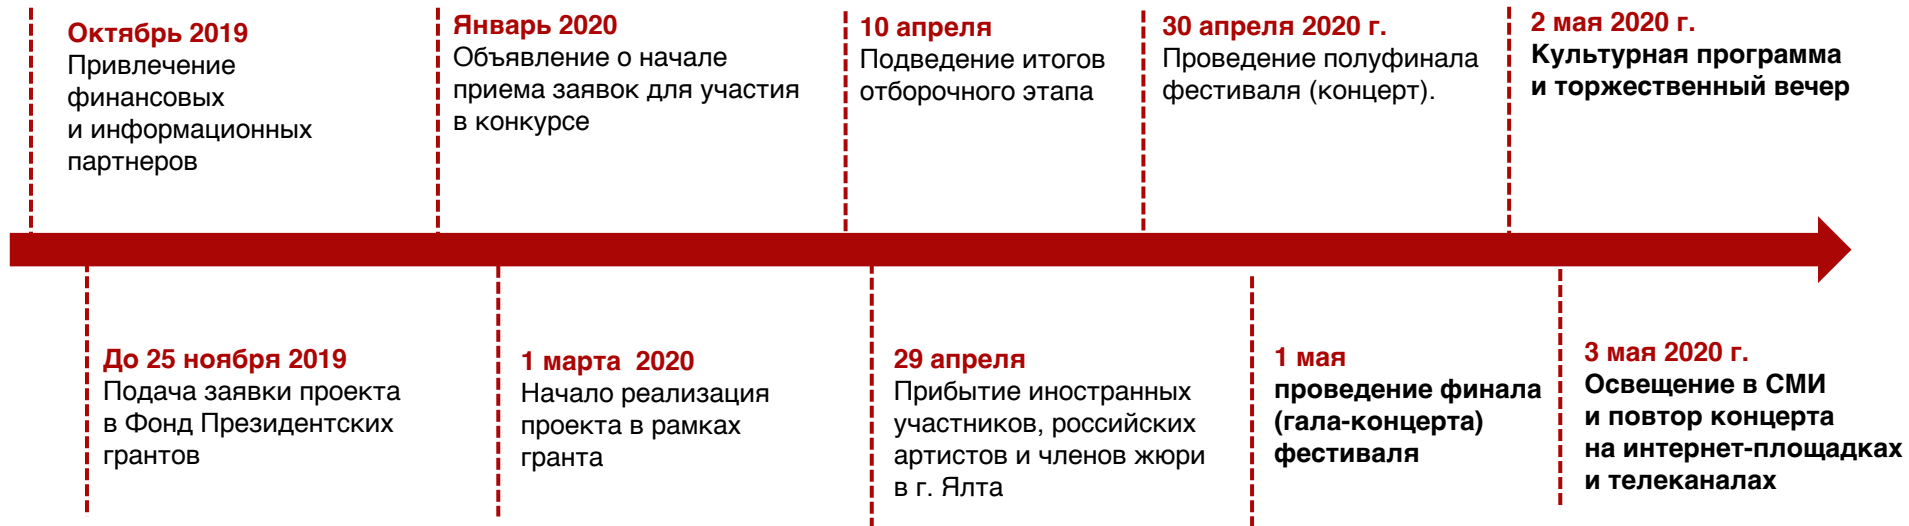 Октябрь 2019
Привлечение
финансовых
и информационных
партнеров
Январь 2020
Объявление о начале
приема заявок для участия
в конкурсе
10 апреля
Подведение итогов
отборочного этапа
30 апреля 2020 г.
Проведение полуфинала
фестиваля (концерт).
2 мая 2020 г.
Культурная программа
и торжественный вечер
До 25 ноября 2019
Подача заявки проекта
в Фонд Президентских
грантов
1 марта  2020
Начало реализация
проекта в рамках
гранта
29 апреля
Прибытие иностранных
участников, российских
артистов и членов жюри
в г. Ялта
1 мая
проведение финала
(гала-концерта)
фестиваля
3 мая 2020 г.
Освещение в СМИ
и повтор концерта
на интернет-площадках
и телеканалах